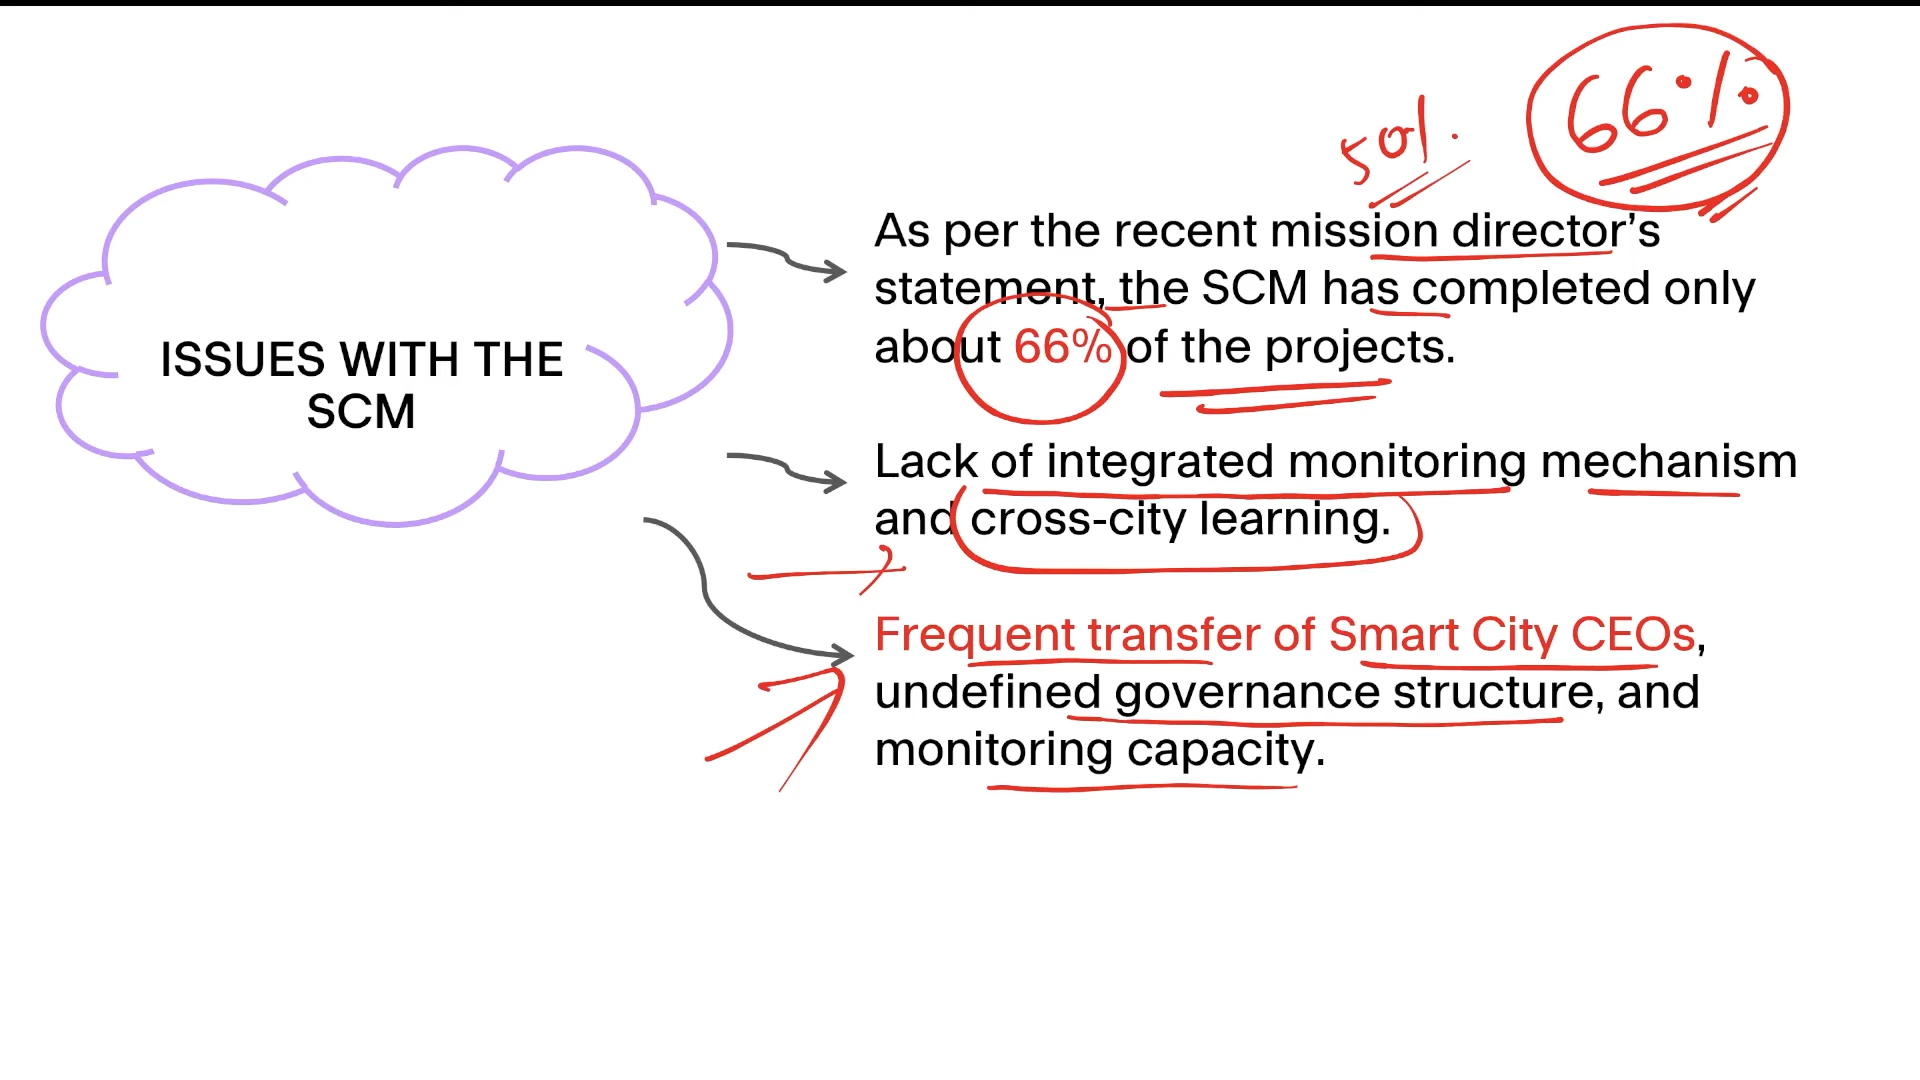 66%
50%.
ISSUES WITH THE
SCM
As per the recent mission director’s
statement, the SCM has completed only
about 66% of the projects.
Lack of integrated monitoring mechanism
and cross-city learning.
Frequent transfer of Smart City CEOs,
undefined governance structure, and
monitoring capacity.